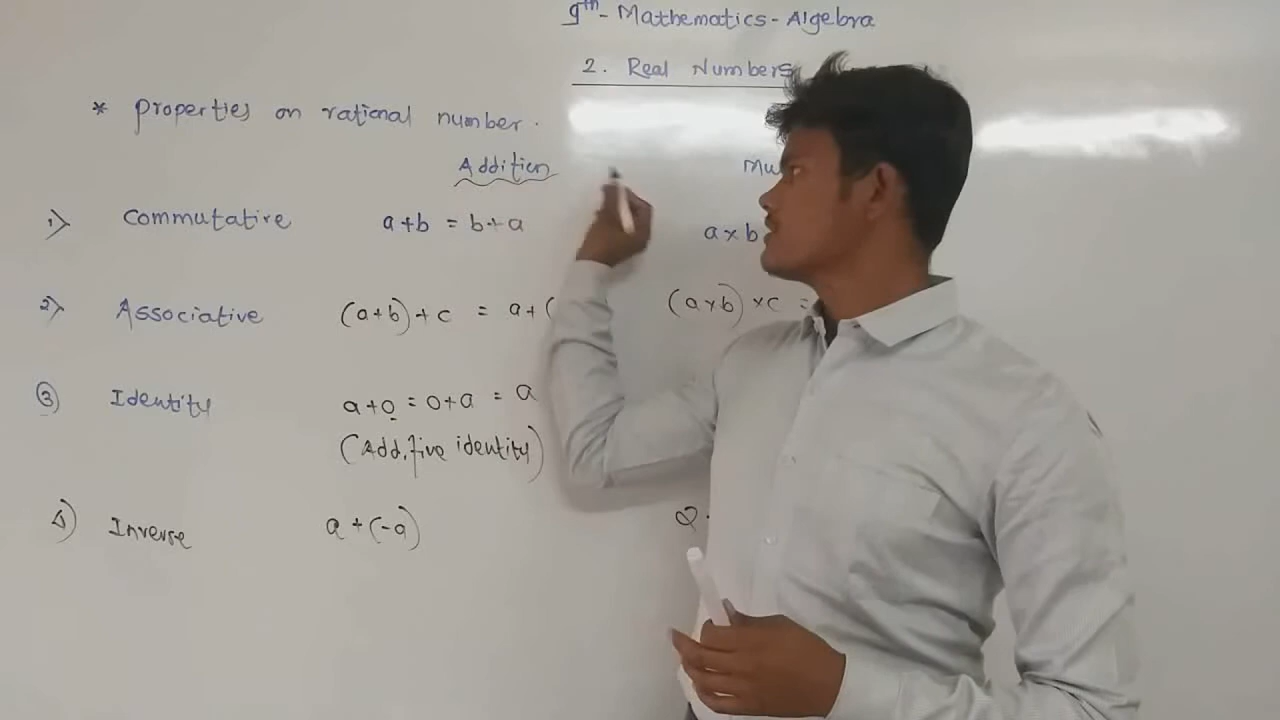 9th - Mathematics - Algebra
2. Real Numbers
* properties on rational number.
Addition
1) Commutative a+b = b+a a×b
2) Associative (a+b)+c = a+( (a×b)×c =
③ Identity a+0 = 0+a = a
(Additive identity)
4) Inverse a+(-a)